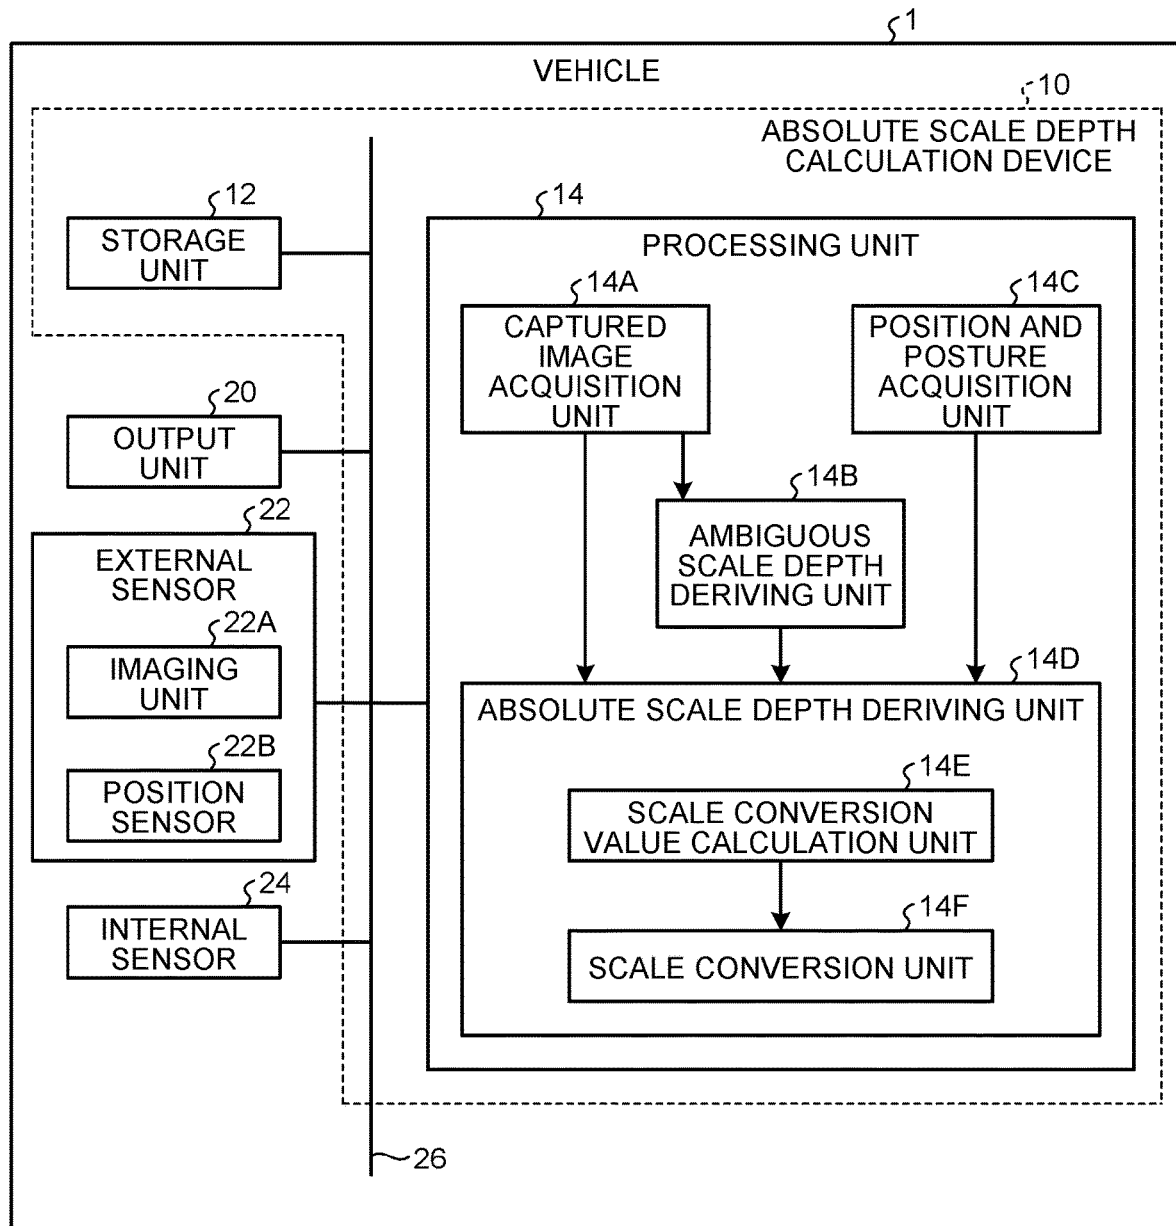 1
VEHICLE
10
ABSOLUTE SCALE DEPTH
CALCULATION DEVICE
12
STORAGE
UNIT
14
PROCESSING UNIT
14A
CAPTURED
IMAGE
ACQUISITION
UNIT
14C
POSITION AND
POSTURE
ACQUISITION
UNIT
20
OUTPUT
UNIT
14B
AMBIGUOUS
SCALE DEPTH
DERIVING UNIT
22
EXTERNAL
SENSOR
22A
IMAGING
UNIT
22B
POSITION
SENSOR
14D
ABSOLUTE SCALE DEPTH DERIVING UNIT
14E
SCALE CONVERSION
VALUE CALCULATION UNIT
14F
SCALE CONVERSION UNIT
24
INTERNAL
SENSOR
26